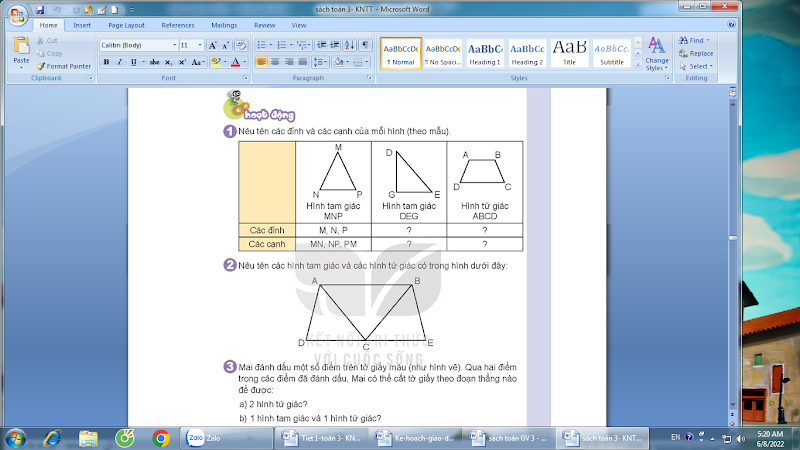 sách toán 3- KNTT - Microsoft Word
Home Insert Page Layout References Mailings Review View
Cut
Copy
Format Painter
Paste
Clipboard
Calibri (Body) 11
Font
Paragraph
AaBbCcDc AaBbCcDc AaBbC AaBbCc AaB AaBbCc.
¶ Normal ¶ No Spaci... Heading 1 Heading 2 Title Subtitle
Change Styles
Styles
Find
Replace
Select
Editing
hoạt động
1 Nêu tên các đỉnh và các cạnh của mỗi hình (theo mẫu).
M
N P
Hình tam giác
MNP
D
G E
Hình tam giác
DEG
A B
D C
Hình tứ giác
ABCD
Các đỉnh M, N, P ? ?
Các cạnh MN, NP, PM ? ?
2 Nêu tên các hình tam giác và các hình tứ giác có trong hình dưới đây:
A B
D C E
KẾT NỐI TRI THỨC
VỚI CUỘC SỐNG
3 Mai đánh dấu một số điểm trên tờ giấy màu (như hình vẽ). Qua hai điểm
trong các điểm đã đánh dấu, Mai có thể cắt tờ giấy theo đoạn thẳng nào
để được:
a) 2 hình tứ giác?
b) 1 hình tam giác và 1 hình tứ giác?
Zalo Zalo
Tiet 1-toán 3- KN...
Ke-hoach-giao-d...
sách toán GV 3 - ...
sách toán 3- KNT...
EN
5:20 AM
6/8/2022